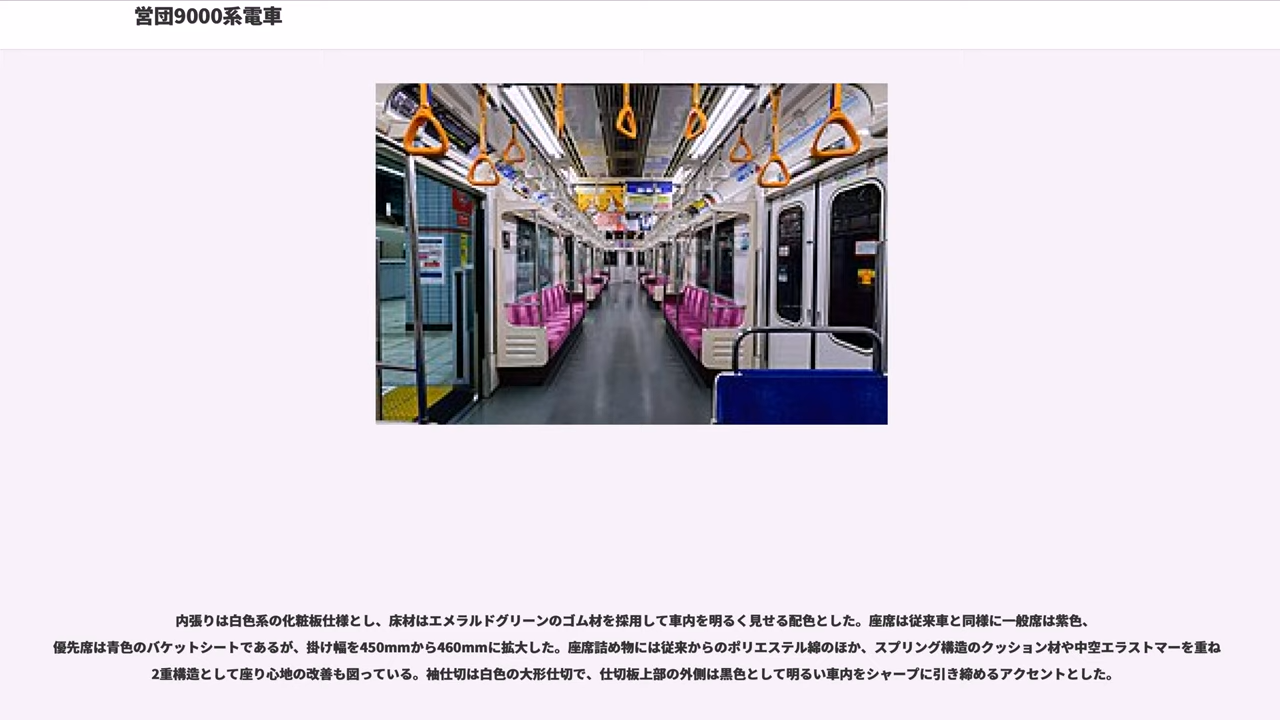 営団9000系電車
内張りは白色系の化粧板仕様とし、床材はエメラルドグリーンのゴム材を採用して車内を明るく見せる配色とした。座席は従来車と同様に一般席は紫色、
優先席は青色のバケットシートであるが、掛け幅を450mmから460mmに拡大した。座席詰め物には従来からのポリエステル綿のほか、スプリング構造のクッション材や中空エラストマーを重ね
2重構造として座り心地の改善も図っている。袖仕切は白色の大形仕切で、仕切板上部の外側は黒色として明るい車内をシャープに引き締めるアクセントとした。